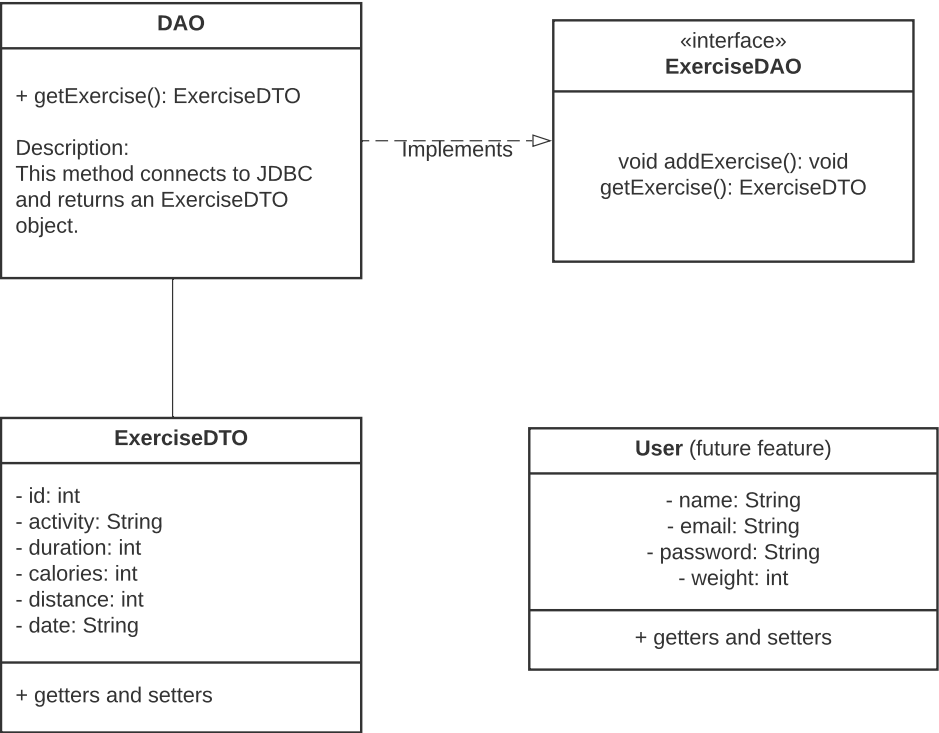 DAO
+ getExercise(): ExerciseDTO
Description:
This method connects to JDBC
and returns an ExerciseDTO
object.
Implements
«interface»
ExerciseDAO
void addExercise(): void
getExercise(): ExerciseDTO
ExerciseDTO
- id: int
- activity: String
- duration: int
- calories: int
- distance: int
- date: String
+ getters and setters
User (future feature)
- name: String
- email: String
- password: String
- weight: int
+ getters and setters